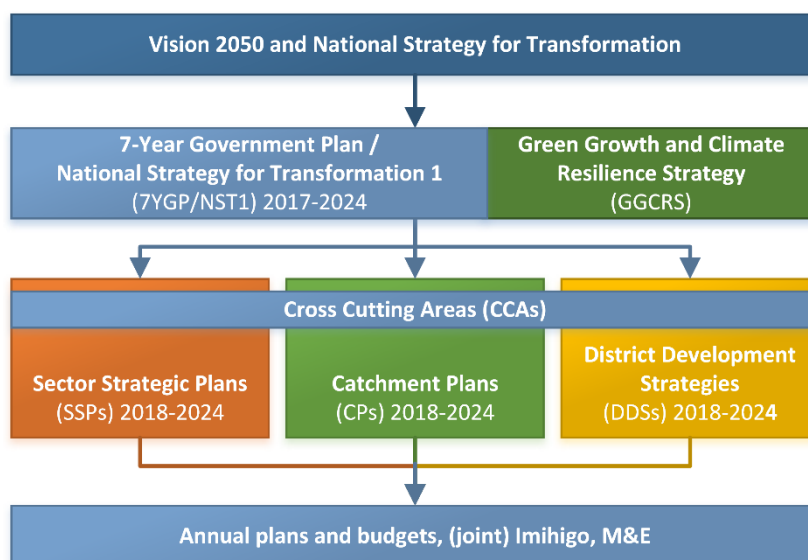 Vision 2050 and National Strategy for Transformation
7-Year Government Plan /
National Strategy for Transformation 1
(7YGP/NST1) 2017-2024
Green Growth and Climate
Resilience Strategy
(GGCRS)
Cross Cutting Areas (CCAs)
Sector Strategic Plans
(SSPs) 2018-2024
Catchment Plans
(CPs) 2018-2024
District Development
Strategies
(DDSs) 2018-2024
Annual plans and budgets, (joint) Imihigo, M&E